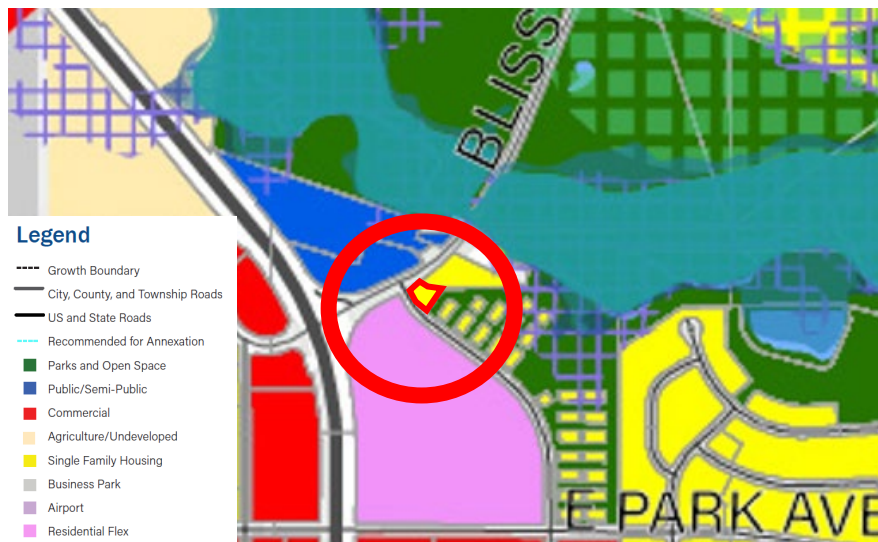 BLISS
Legend
Growth Boundary
City, County, and Township Roads
US and State Roads
Recommended for Annexation
Parks and Open Space
Public/Semi-Public
Commercial
Agriculture/Undeveloped
Single Family Housing
Business Park
Airport
Residential Flex
E PARK AVE